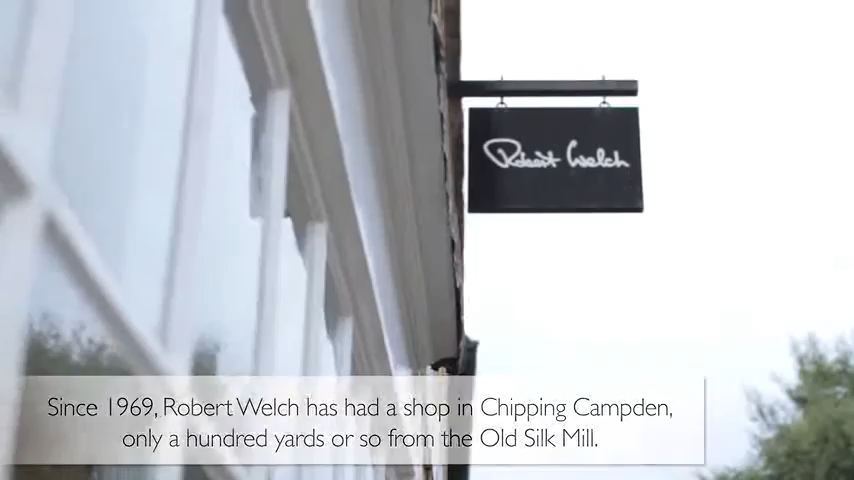 Robert Welch
Since 1969, Robert Welch has had a shop in Chipping Campden,
only a hundred yards or so from the Old Silk Mill.